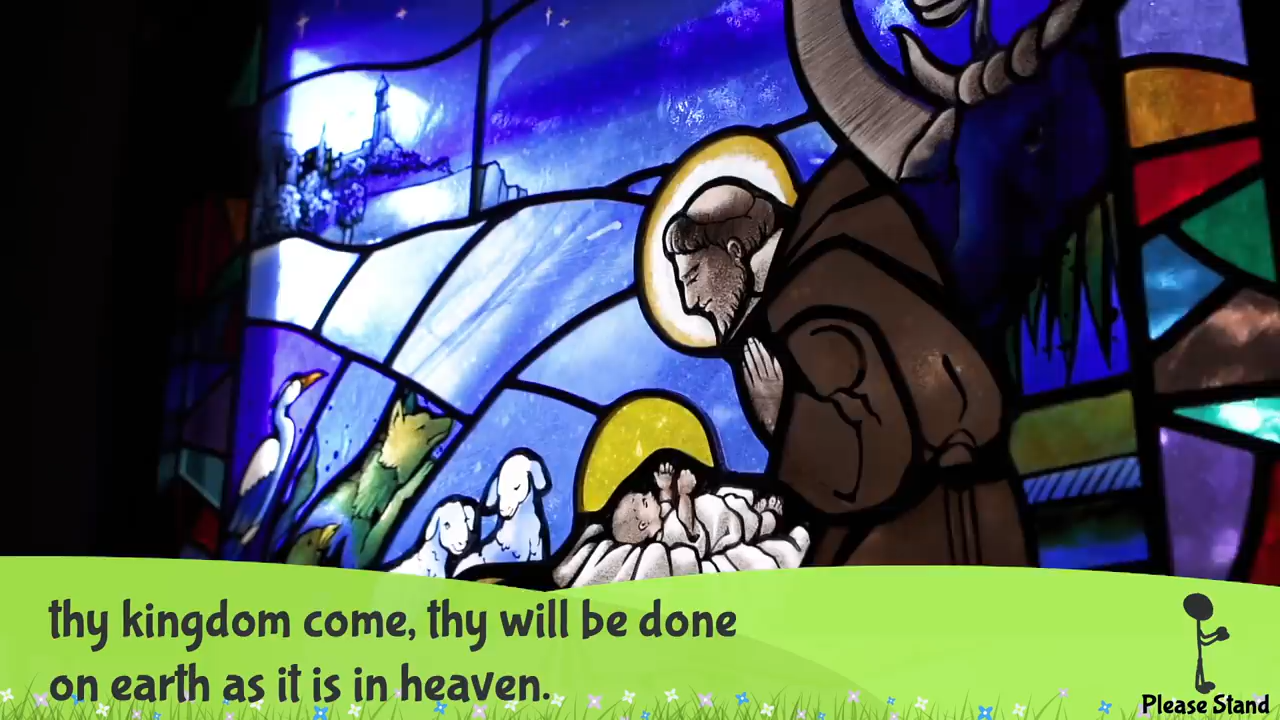 thy kingdom come, thy will be done
on earth as it is in heaven.
Please Stand